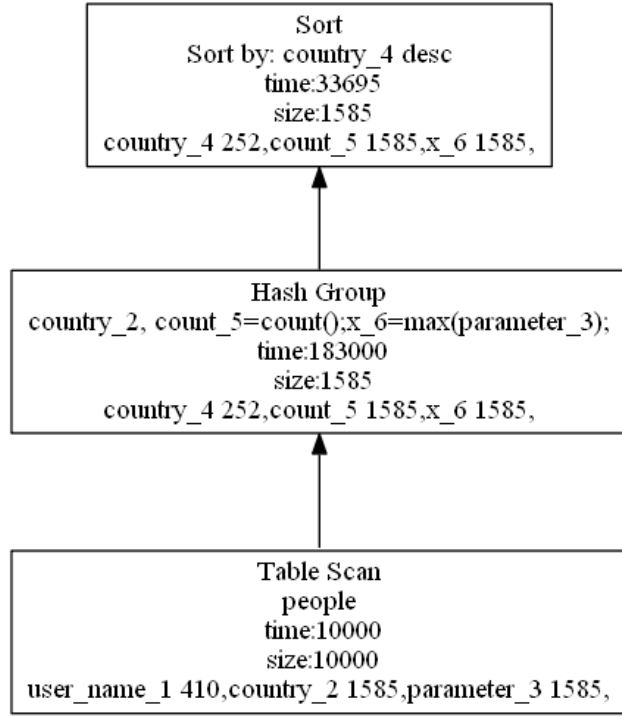 Sort
Sort by: country_4 desc
time:33695
size:1585
country_4 252,count_5 1585,x_6 1585,
Hash Group
country_2, count_5=count();x_6=max(parameter_3);
time:183000
size:1585
country_4 252,count_5 1585,x_6 1585,
Table Scan
people
time:10000
size:10000
user_name_1 410,country_2 1585,parameter_3 1585,